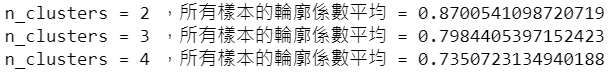 n_clusters = 2 ，所有樣本的輪廓係數平均 = 0.8700541098720719
n_clusters = 3 ，所有樣本的輪廓係數平均 = 0.7984405397152423
n_clusters = 4 ，所有樣本的輪廓係數平均 = 0.7350723134940188